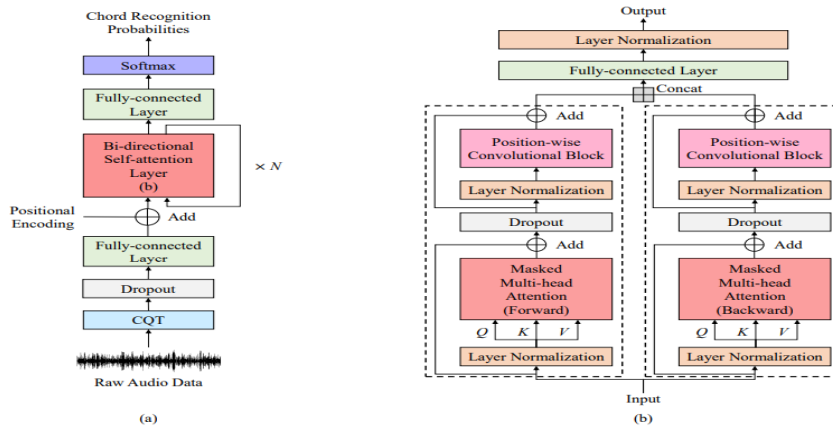 Chord Recognition
Probabilities
Softmax
Fully-connected
Layer
Bi-directional
Self-attention
Layer
(b)
× N
Positional
Encoding
Add
Fully-connected
Layer
Dropout
CQT
Raw Audio Data
(a)
Output
Layer Normalization
Fully-connected Layer
Concat
Add
Position-wise
Convolutional Block
Layer Normalization
Dropout
Add
Masked
Multi-head
Attention
(Forward)
Q K V
Layer Normalization
Add
Position-wise
Convolutional Block
Layer Normalization
Dropout
Add
Masked
Multi-head
Attention
(Backward)
Q K V
Layer Normalization
Input
(b)